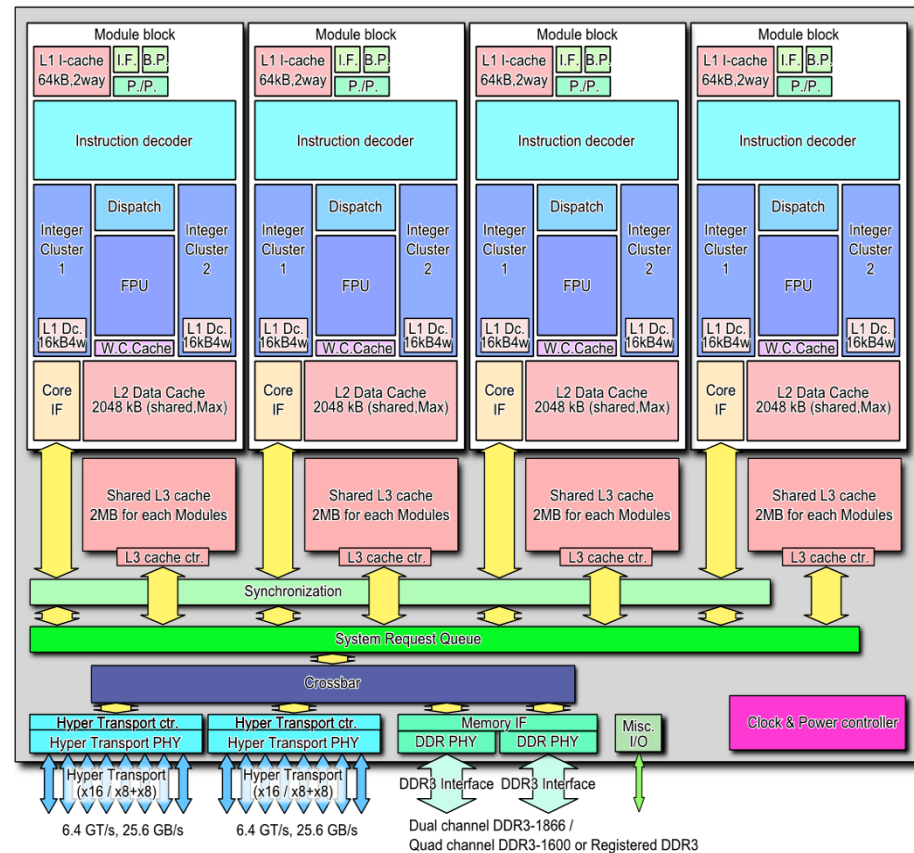 Module block
L1 I-cache
64kB,2way
I.F.
B.P.
P./P.
Instruction decoder
Integer
Cluster
1
Dispatch
FPU
Integer
Cluster
2
L1 Dc.
16kB4w
W.C.Cache
L1 Dc.
16kB4w
Core
IF
L2 Data Cache
2048 kB (shared,Max)
Module block
L1 I-cache
64kB,2way
I.F.
B.P.
P./P.
Instruction decoder
Integer
Cluster
1
Dispatch
FPU
Integer
Cluster
2
L1 Dc.
16kB4w
W.C.Cache
L1 Dc.
16kB4w
Core
IF
L2 Data Cache
2048 kB (shared,Max)
Module block
L1 I-cache
64kB,2way
I.F.
B.P.
P./P.
Instruction decoder
Integer
Cluster
1
Dispatch
FPU
Integer
Cluster
2
L1 Dc.
16kB4w
W.C.Cache
L1 Dc.
16kB4w
Core
IF
L2 Data Cache
2048 kB (shared,Max)
Module block
L1 I-cache
64kB,2way
I.F.
B.P.
P./P.
Instruction decoder
Integer
Cluster
1
Dispatch
FPU
Integer
Cluster
2
L1 Dc.
16kB4w
W.C.Cache
L1 Dc.
16kB4w
Core
IF
L2 Data Cache
2048 kB (shared,Max)
Shared L3 cache
2MB for each Modules
L3 cache ctr.
Shared L3 cache
2MB for each Modules
L3 cache ctr.
Shared L3 cache
2MB for each Modules
L3 cache ctr.
Shared L3 cache
2MB for each Modules
L3 cache ctr.
Synchronization
System Request Queue
Crossbar
Hyper Transport ctr.
Hyper Transport PHY
Hyper Transport ctr.
Hyper Transport PHY
Memory IF
DDR PHY
DDR PHY
Misc.
I/O
Clock & Power controller
Hyper Transport
(x16 / x8+x8)
Hyper Transport
(x16 / x8+x8)
DDR3 Interface
DDR3 Interface
6.4 GT/s, 25.6 GB/s
6.4 GT/s, 25.6 GB/s
Dual channel DDR3-1866 /
Quad channel DDR3-1600 or Registered DDR3